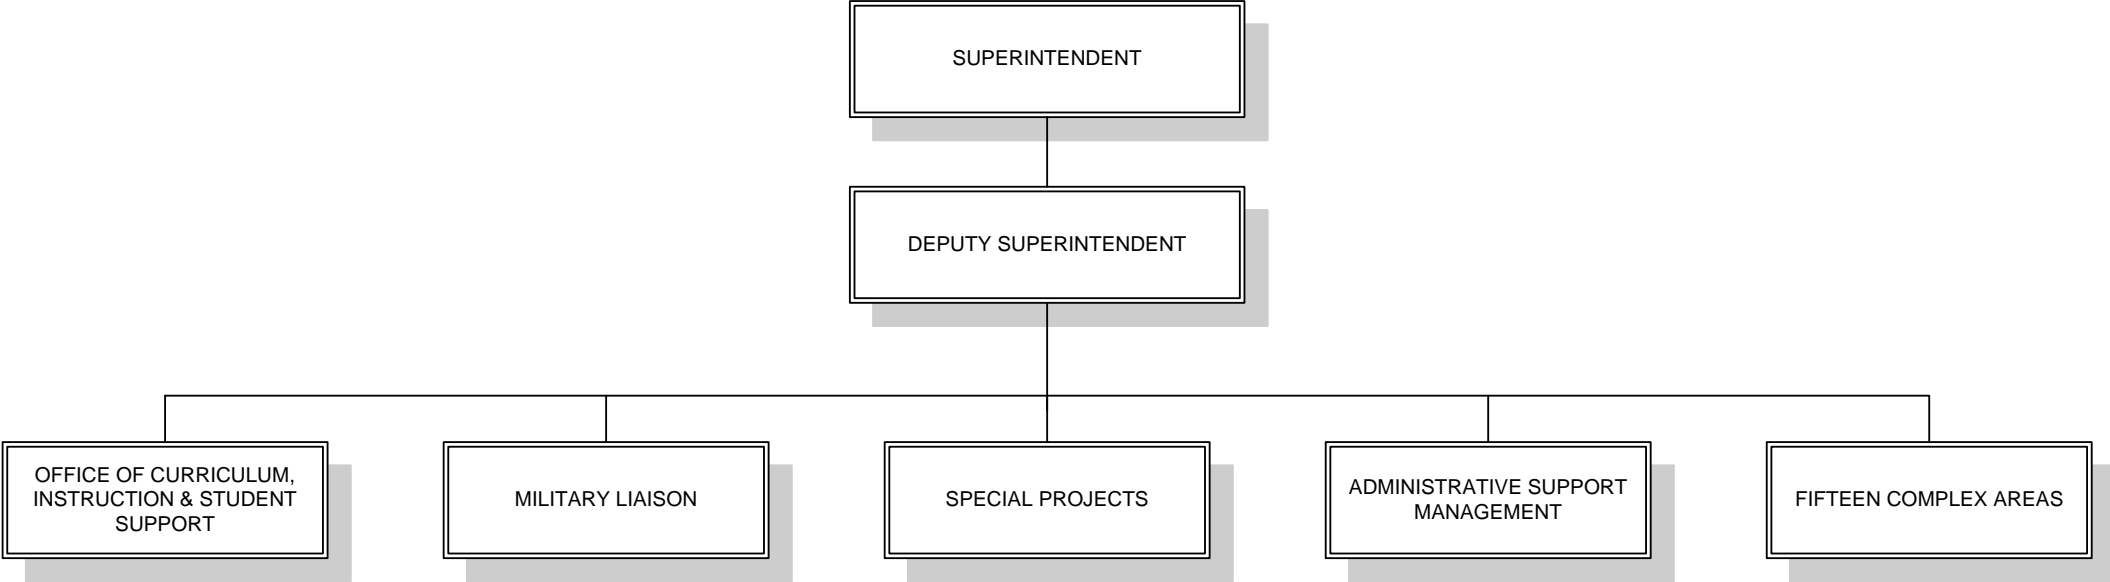 SUPERINTENDENT
DEPUTY SUPERINTENDENT
OFFICE OF CURRICULUM,
INSTRUCTION & STUDENT
SUPPORT
MILITARY LIAISON
SPECIAL PROJECTS
ADMINISTRATIVE SUPPORT
MANAGEMENT
FIFTEEN COMPLEX AREAS